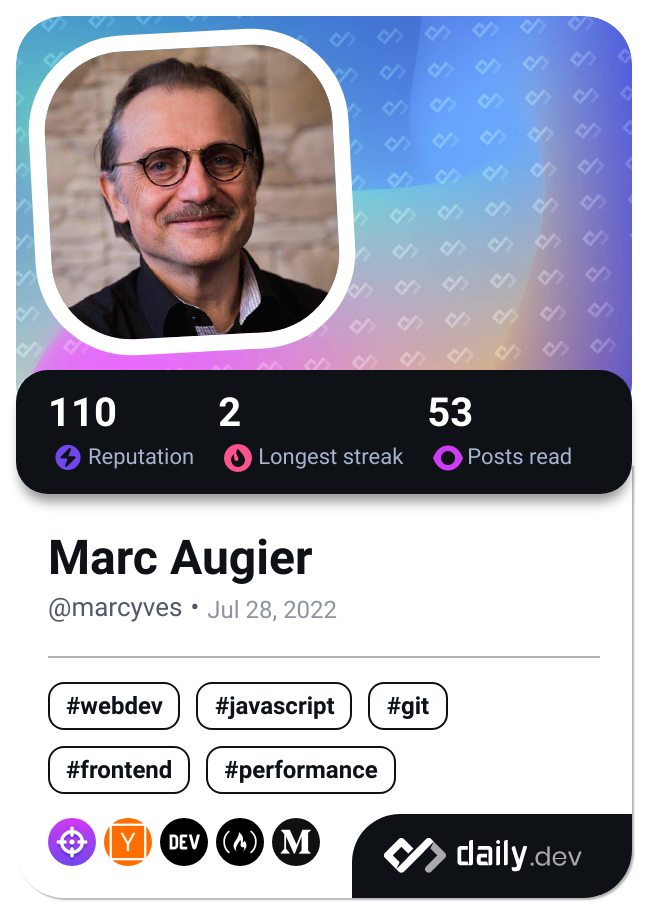 110 2 53
Reputation Longest streak Posts read
Marc Augier
@marcyves • Jul 28, 2022
#webdev #javascript #git
#frontend #performance
Y DEV M daily.dev